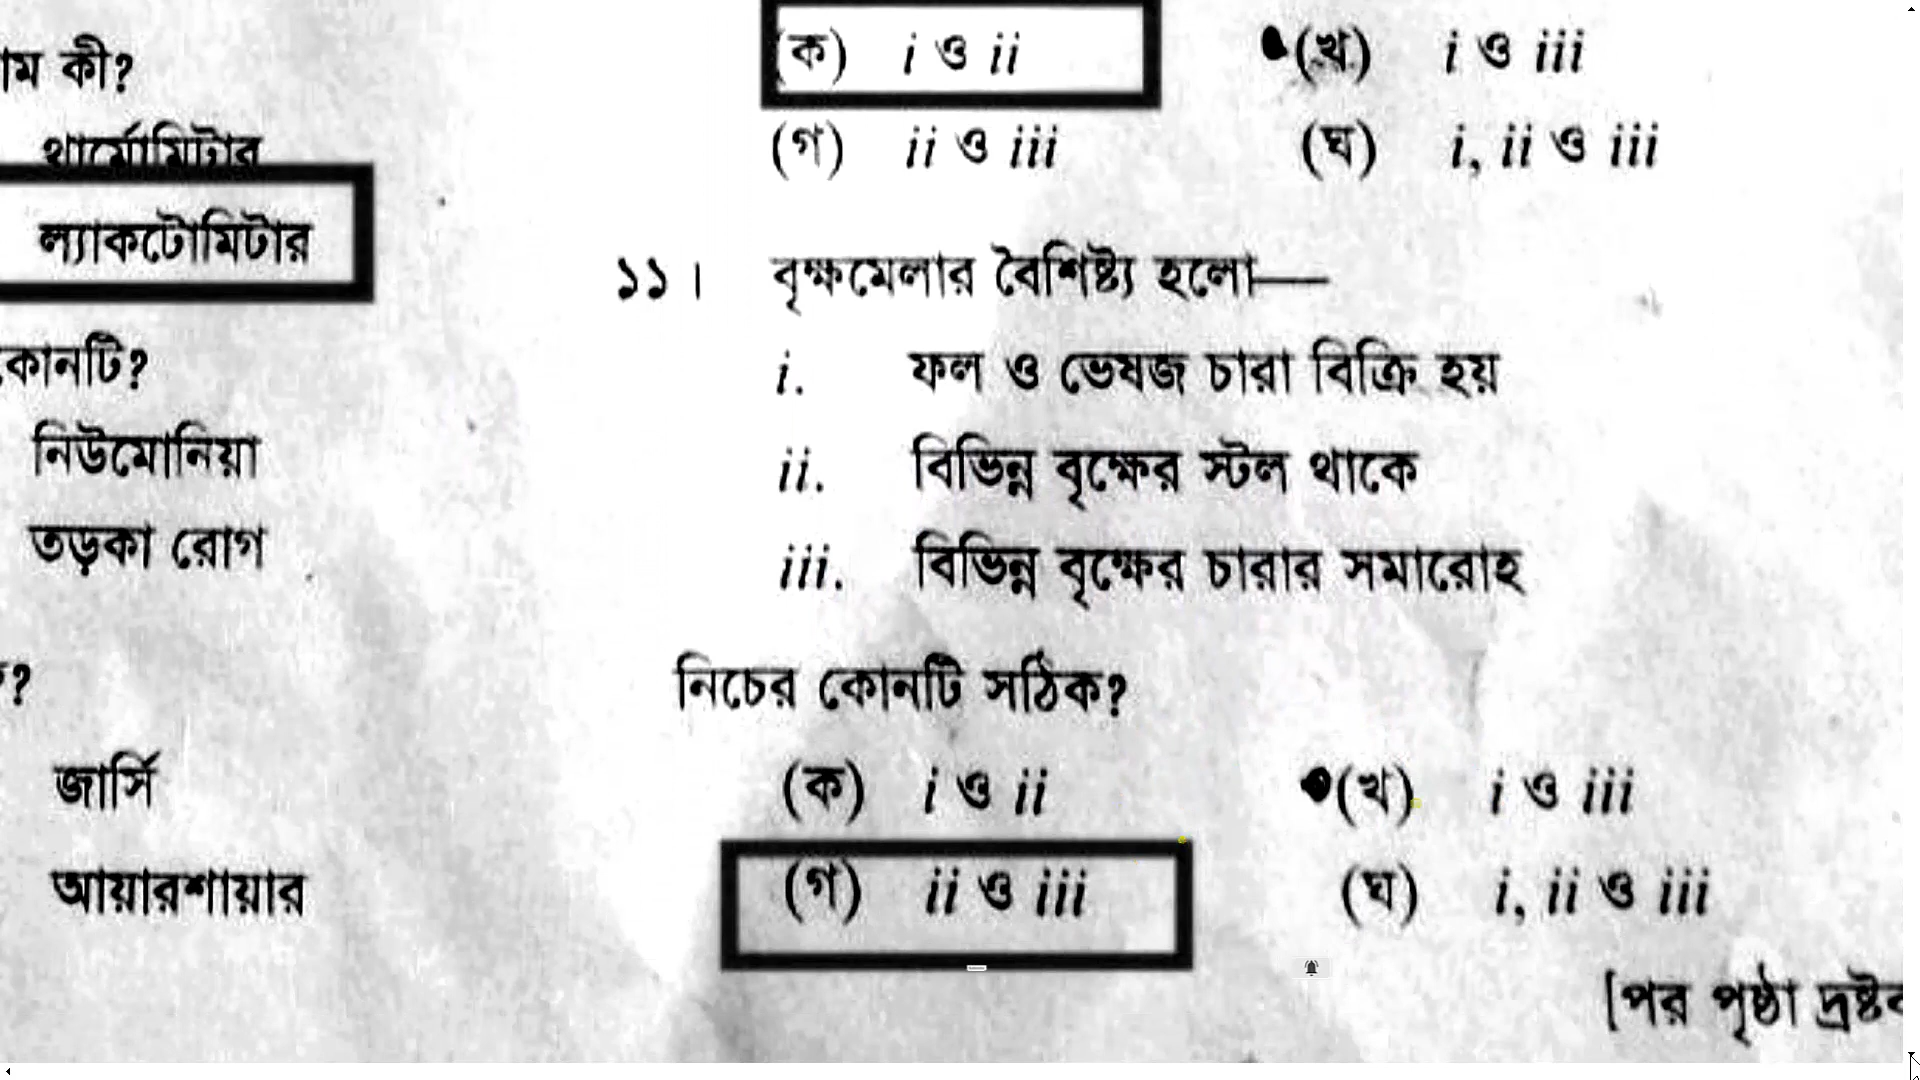 াম কী?
থার্মোমিটার
ল্যাকটোমিটার
কোনটি?
নিউমোনিয়া
তড়কা রোগ
?
জার্সি
আয়ারশায়ার
(ক) i ও ii
(খ) i ও iii
(গ) ii ও iii
(ঘ) i, ii ও iii
১১। বৃক্ষমেলার বৈশিষ্ট্য হলো—
i. ফল ও ভেষজ চারা বিক্রি হয়
ii. বিভিন্ন বৃক্ষের স্টল থাকে
iii. বিভিন্ন বৃক্ষের চারার সমারোহ
নিচের কোনটি সঠিক?
(ক) i ও ii
(খ) i ও iii
(গ) ii ও iii
(ঘ) i, ii ও iii
[পর পৃষ্ঠা